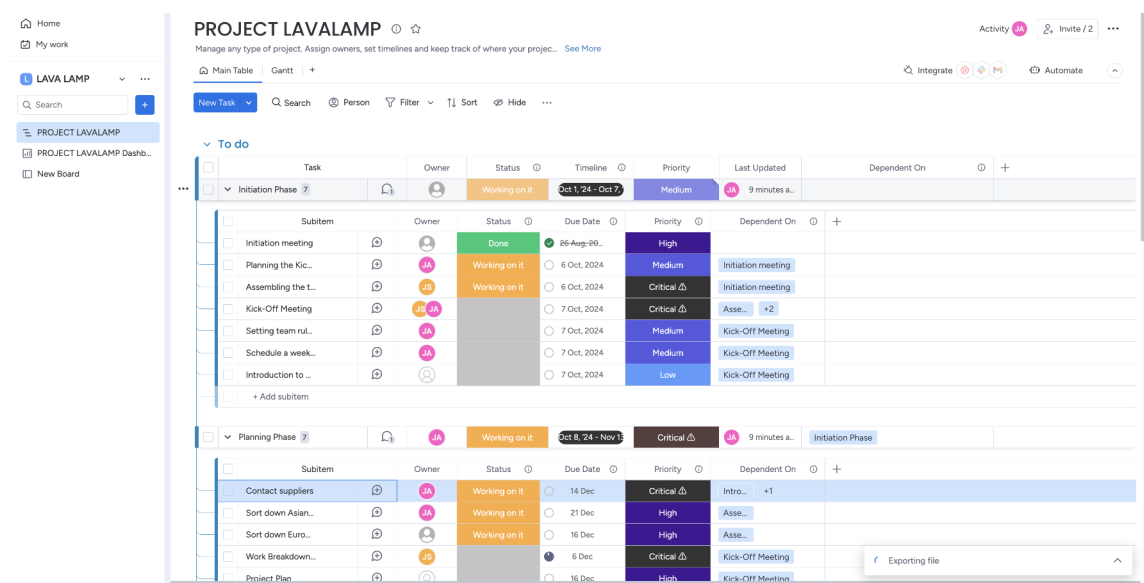 Home
My work
L LAVA LAMP
Search
+
PROJECT LAVALAMP
PROJECT LAVALAMP Dashb...
New Board
PROJECT LAVALAMP
Activity JA Invite / 2
Manage any type of project. Assign owners, set timelines and keep track of where your projec... See More
Main Table Gantt +
Integrate Automate
New Task Search Person Filter Sort Hide
To do
Task Owner Status Timeline Priority Last Updated Dependent On +
Initiation Phase 7 1 Working on it Oct 1, '24 - Oct 7, Medium JA 9 minutes a...
Subitem Owner Status Due Date Priority Dependent On +
Initiation meeting Done 26 Aug, 20... High
Planning the Kic... JA Working on it 6 Oct, 2024 Medium Initiation meeting
Assembling the t... JS Working on it 6 Oct, 2024 Critical Initiation meeting
Kick-Off Meeting JS JA 7 Oct, 2024 Critical Asse... +2
Setting team rul... JA 7 Oct, 2024 Medium Kick-Off Meeting
Schedule a week... JA 7 Oct, 2024 Medium Kick-Off Meeting
Introduction to ... 7 Oct, 2024 Low Kick-Off Meeting
+ Add subitem
Planning Phase 7 1 JA Working on it Oct 8, '24 - Nov 13 Critical JA 9 minutes a... Initiation Phase
Subitem Owner Status Due Date Priority Dependent On +
Contact suppliers JA Working on it 14 Dec Critical Intro... +1
Sort down Asian... JA Working on it 21 Dec High Asse...
Sort down Euro... Working on it 16 Dec High Asse...
Work Breakdown... JS 6 Dec Critical Kick-Off Meeting
Project Plan 16 Dec High Kick-Off Meeting
Exporting file